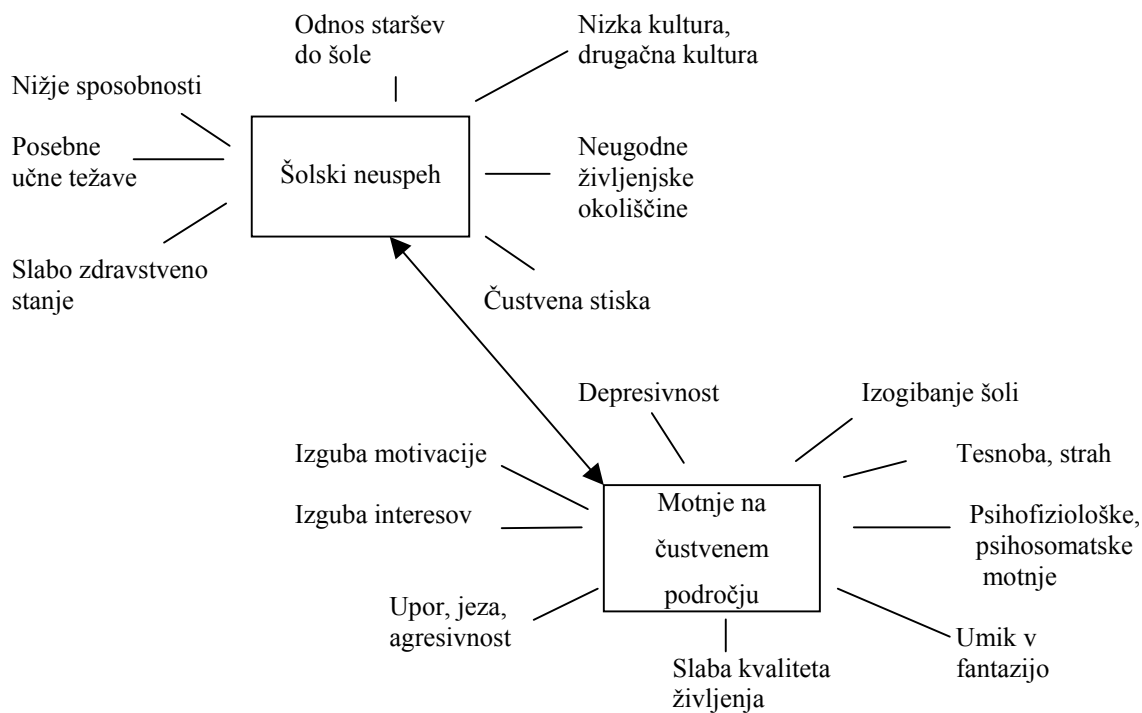 Odnos staršev
do šole
Nizka kultura,
drugačna kultura
Nižje sposobnosti
Posebne
učne težave
Šolski neuspeh
Neugodne
življenjske
okoliščine
Slabo zdravstveno
stanje
Čustvena stiska
Depresivnost
Izogibanje šoli
Izguba motivacije
Tesnoba, strah
Izguba interesov
Motnje na
čustvenem
področju
Psihofiziološke,
psihosomatske
motnje
Upor, jeza,
agresivnost
Slaba kvaliteta
življenja
Umik v
fantazijo